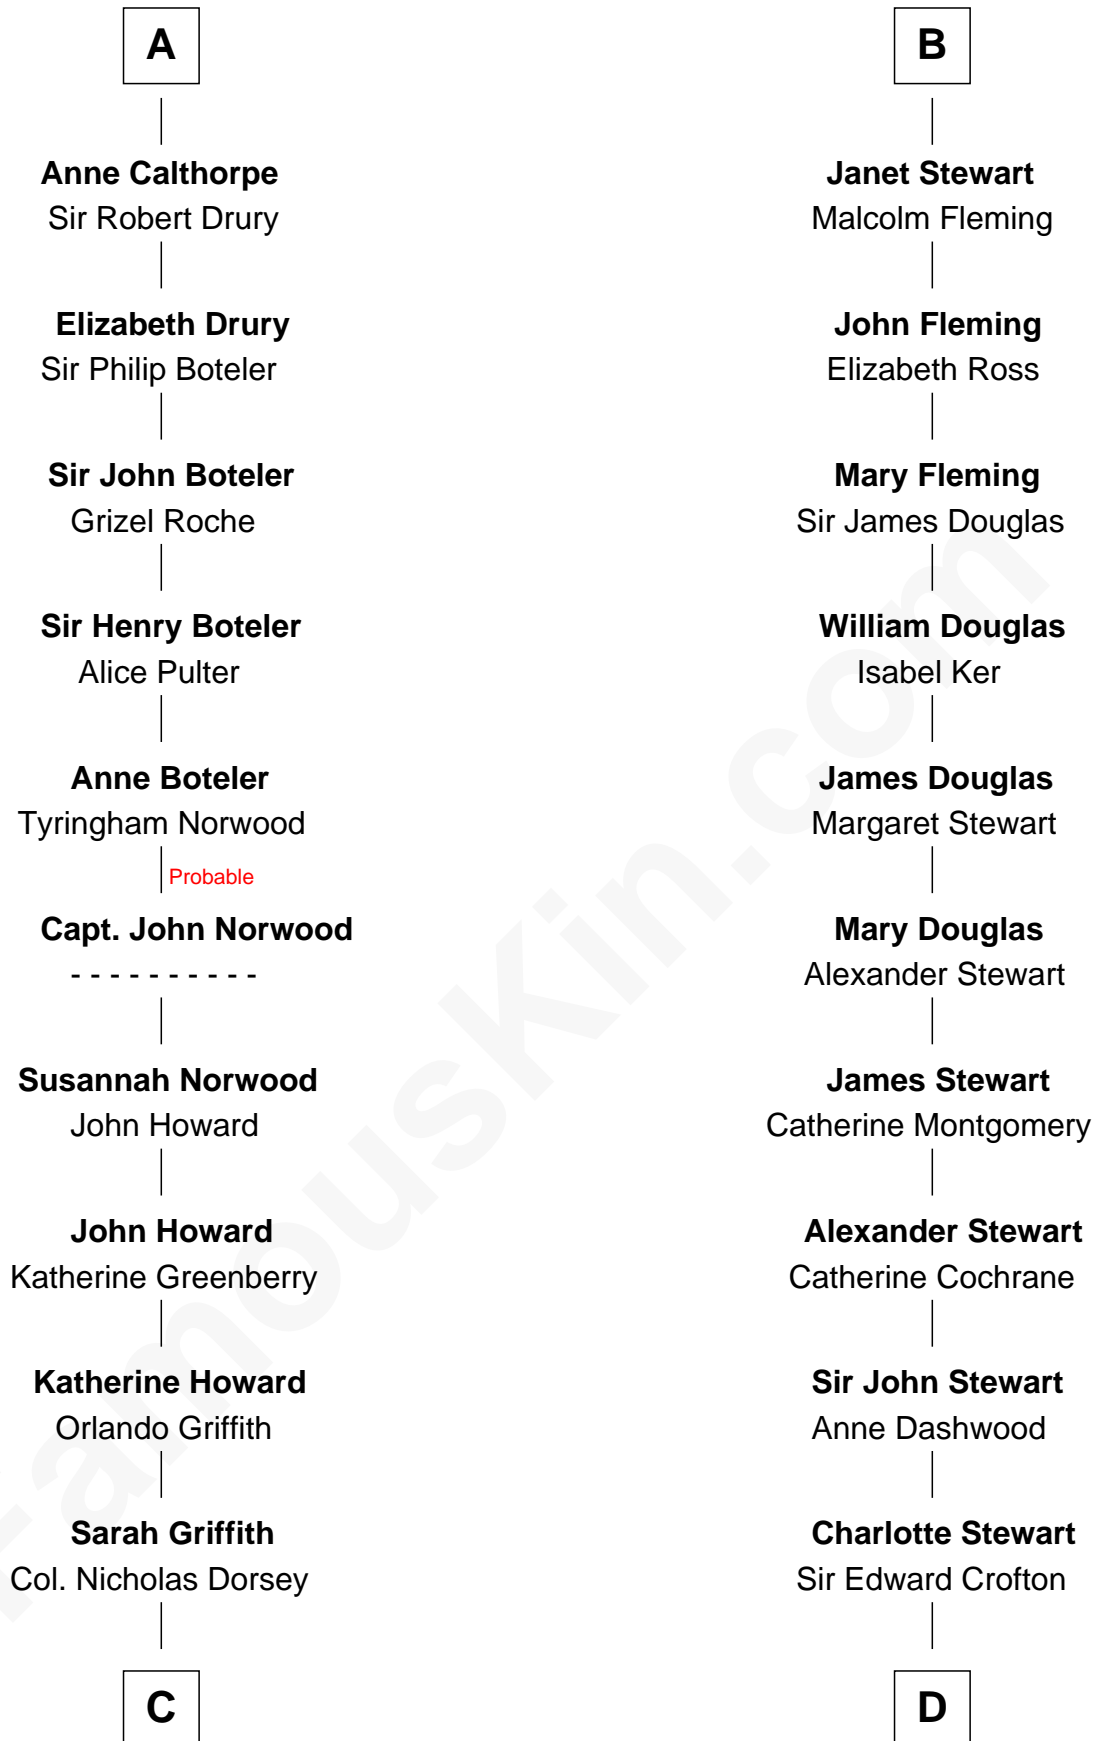 A
Anne Calthorpe
Sir Robert Drury
Elizabeth Drury
Sir Philip Boteler
Sir John Boteler
Grizel Roche
Sir Henry Boteler
Alice Pulter
Anne Boteler
Tyringham Norwood
Probable
Capt. John Norwood
- - - - - - - - - -
Susannah Norwood
John Howard
John Howard
Katherine Greenberry
Katherine Howard
Orlando Griffith
Sarah Griffith
Col. Nicholas Dorsey
C
B
Janet Stewart
Malcolm Fleming
John Fleming
Elizabeth Ross
Mary Fleming
Sir James Douglas
William Douglas
Isabel Ker
James Douglas
Margaret Stewart
Mary Douglas
Alexander Stewart
James Stewart
Catherine Montgomery
Alexander Stewart
Catherine Cochrane
Sir John Stewart
Anne Dashwood
Charlotte Stewart
Sir Edward Crofton
D
FamousKin.com